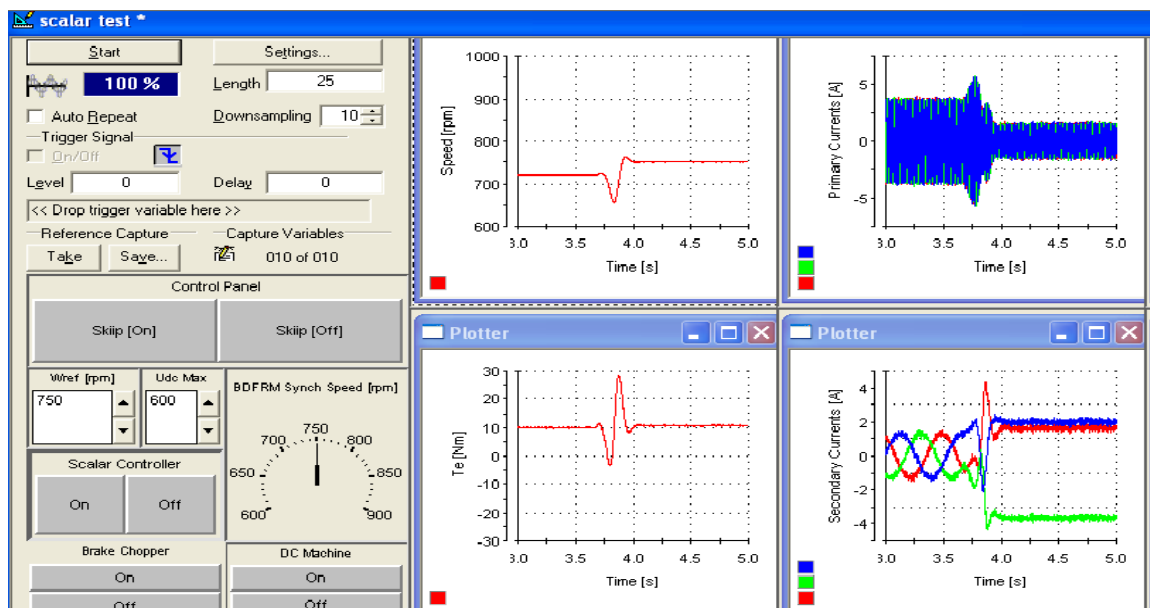 scalar test *
Start
Settings...
100 %
Length 25
Auto Repeat
Downsampling 10
Trigger Signal
On/Off
Level 0
Delay 0
<< Drop trigger variable here >>
Reference Capture
Capture Variables
Take Save...
010 of 010
Control Panel
Skiip [On]
Skiip [Off]
Wref [rpm]
Udc Max
750
600
BDFRM Synch Speed [rpm]
600 650 700 750 800 850 900
Scalar Controller
On Off
Brake Chopper
On
Off
DC Machine
On
Off
1000
900
800
700
600
Speed [rpm]
3.0 3.5 4.0 4.5 5.0
Time [s]
5
0
-5
Primary Currents [A]
3.0 3.5 4.0 4.5 5.0
Time [s]
Plotter
30
20
10
0
-10
-20
-30
Te [Nm]
3.0 3.5 4.0 4.5 5.0
Time [s]
Plotter
4
2
0
-2
-4
Secondary Currents [A]
3.0 3.5 4.0 4.5 5.0
Time [s]